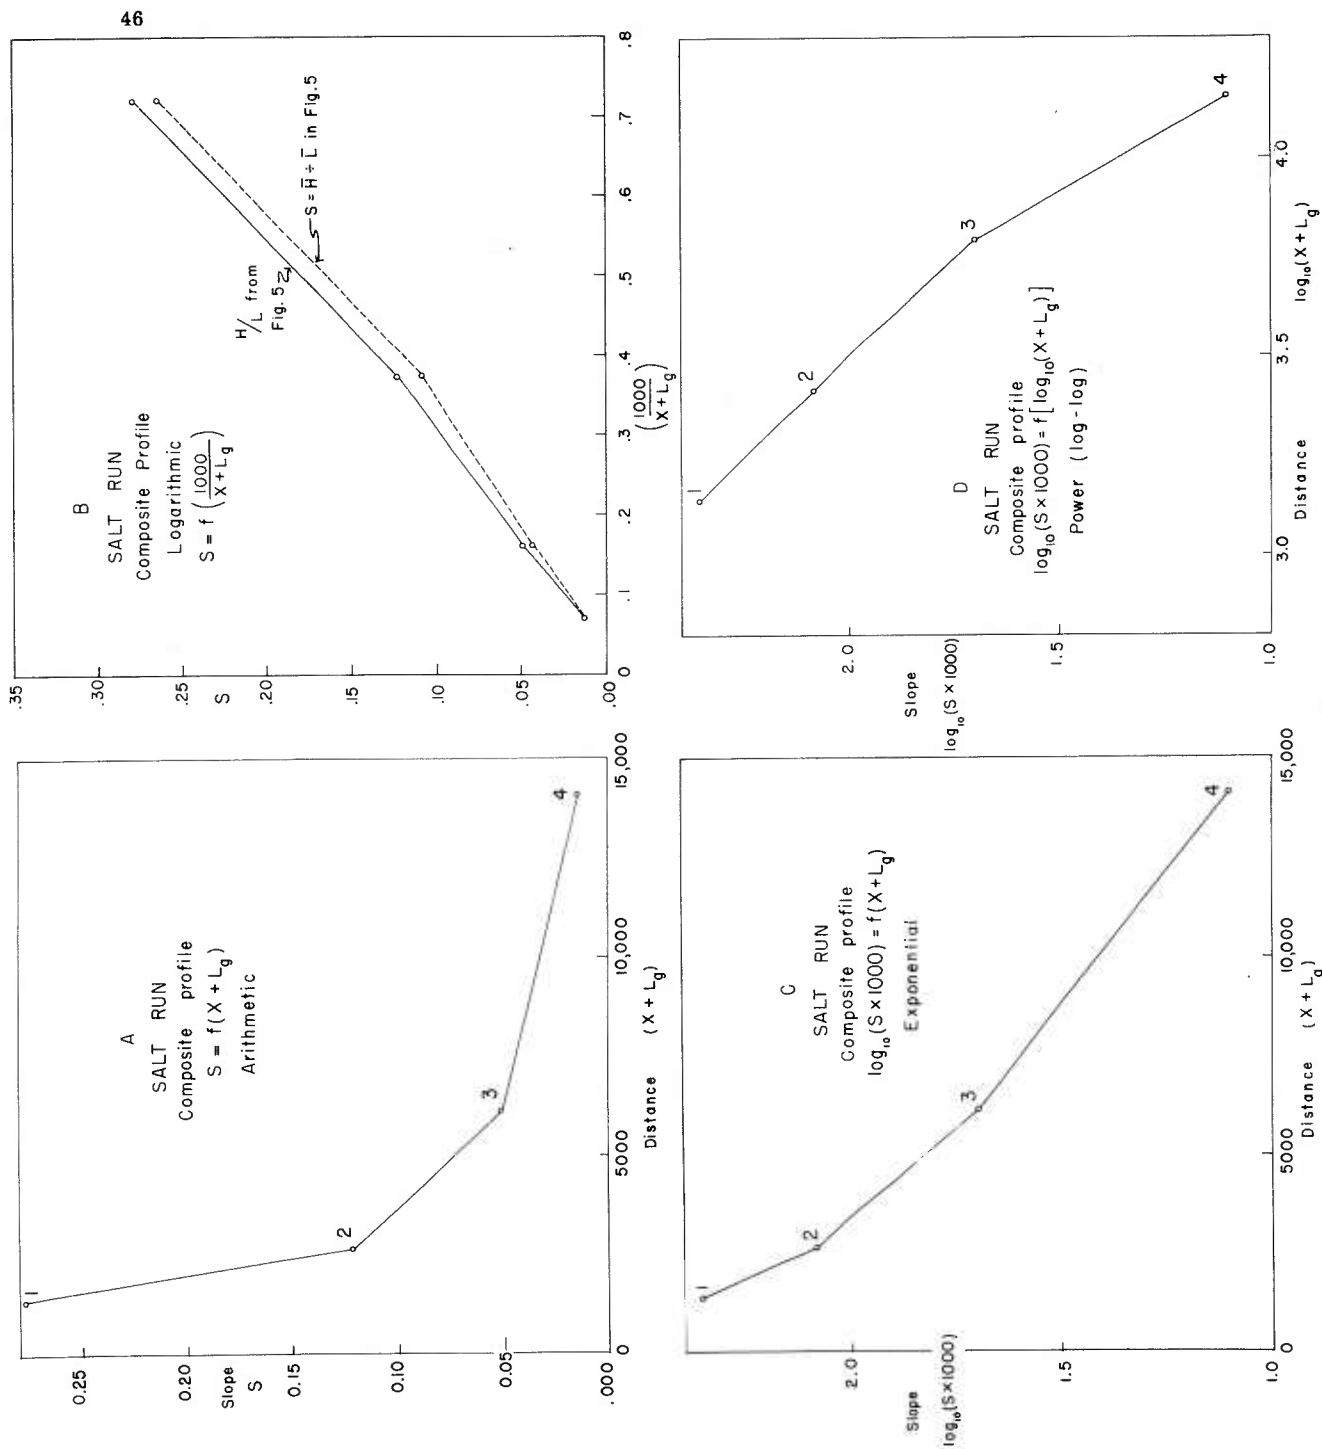 46
A
SALT RUN
Composite profile
S = f(X + Lg)
Arithmetic
0.25
0.20
0.15
0.10
0.05
.000
Slope
S
1
2
3
4
0
5000
10,000
15,000
Distance (X + Lg)
B
SALT RUN
Composite Profile
Logarithmic
S = f (1000/X+Lg)
.35
.30
.25
.20
.15
.10
.05
.00
S
H/L from
Fig. 5
S = H̄ ÷ L̄ in Fig. 5
0
.1
.2
.3
.4
.5
.6
.7
.8
(1000/X+Lg)
C
SALT RUN
Composite profile
log₁₀(S×1000) = f(X+Lg)
Exponential
2.0
1.5
1.0
Slope
log₁₀(S×1000)
1
2
3
4
0
5000
10,000
15,000
Distance (X + Lg)
D
SALT RUN
Composite profile
log₁₀(S×1000) = f[log₁₀(X+Lg)]
Power (log-log)
2.0
1.5
1.0
Slope
log₁₀(S×1000)
1
2
3
4
3.0
3.5
4.0
Distance log₁₀(X+Lg)